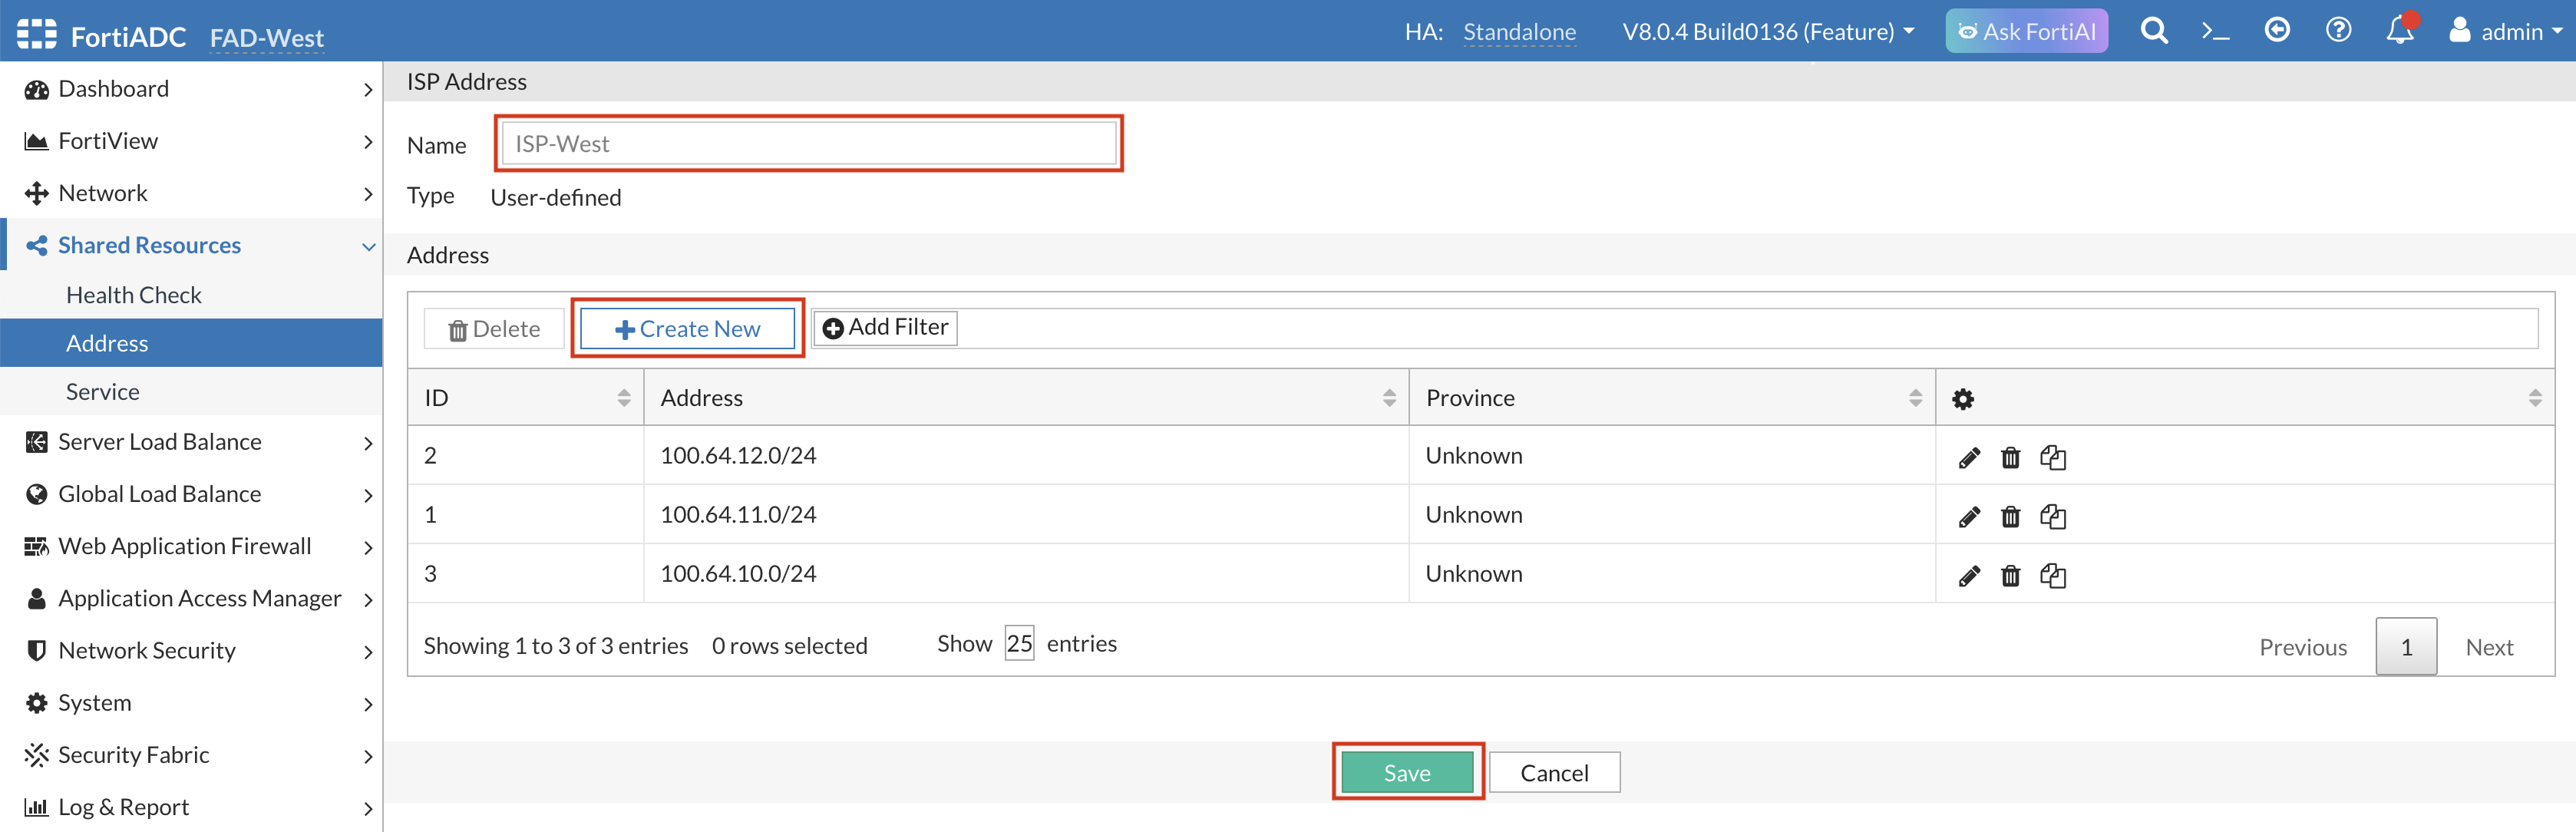 FortiADC FAD-West HA: Standalone V8.0.4 Build0136 (Feature) Ask FortiAI admin
Dashboard
FortiView
Network
Shared Resources
Health Check
Address
Service
Server Load Balance
Global Load Balance
Web Application Firewall
Application Access Manager
Network Security
System
Security Fabric
Log & Report
ISP Address
Name ISP-West
Type User-defined
Address
Delete Create New Add Filter
ID Address Province
2 100.64.12.0/24 Unknown
1 100.64.11.0/24 Unknown
3 100.64.10.0/24 Unknown
Showing 1 to 3 of 3 entries 0 rows selected Show 25 entries Previous 1 Next
Save Cancel